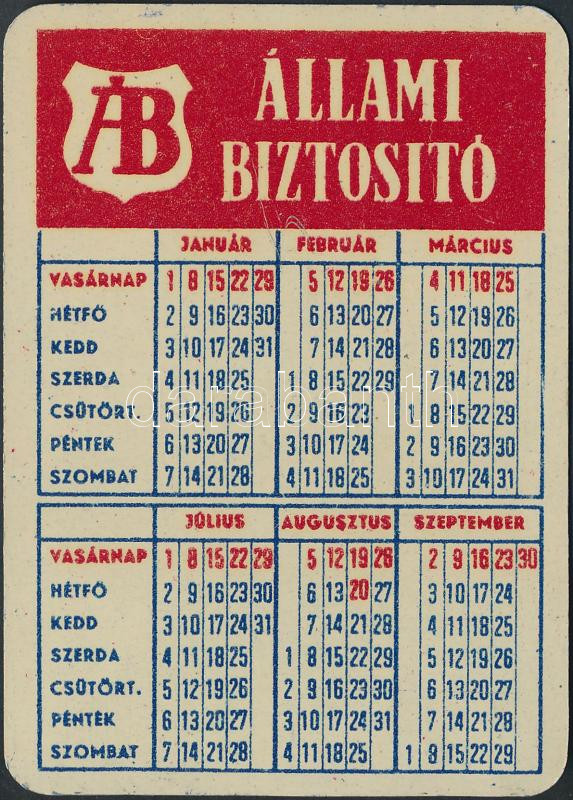 ÁB ÁLLAMI
BIZTOSITÓ
JANUÁR FEBRUÁR MÁRCIUS
VASÁRNAP 1 8 15 22 29 5 12 19 26 4 11 18 25
HÉTFŐ 2 9 16 23 30 6 13 20 27 5 12 19 26
KEDD 3 10 17 24 31 7 14 21 28 6 13 20 27
SZERDA 4 11 18 25 1 8 15 22 29 7 14 21 28
CSÜTÖRT. 5 12 19 26 2 9 16 23 1 8 15 22 29
PÉNTEK 6 13 20 27 3 10 17 24 2 9 16 23 30
SZOMBAT 7 14 21 28 4 11 18 25 3 10 17 24 31
darabanth
JÚLIUS AUGUSZTUS SZEPTEMBER
VASÁRNAP 1 8 15 22 29 5 12 19 26 2 9 16 23 30
HÉTFŐ 2 9 16 23 30 6 13 20 27 3 10 17 24
KEDD 3 10 17 24 31 7 14 21 28 4 11 18 25
SZERDA 4 11 18 25 1 8 15 22 29 5 12 19 26
CSÜTÖRT. 5 12 19 26 2 9 16 23 30 6 13 20 27
PÉNTEK 6 13 20 27 3 10 17 24 31 7 14 21 28
SZOMBAT 7 14 21 28 4 11 18 25 1 8 15 22 29